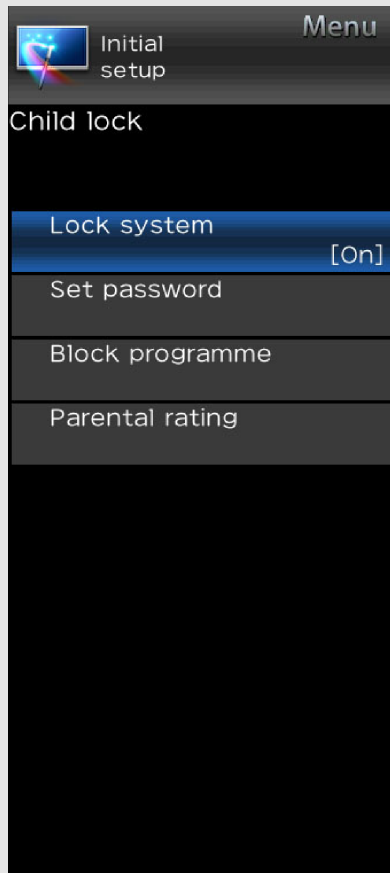 Menu
Initial
setup
Child lock
Lock system
[On]
Set password
Block programme
Parental rating